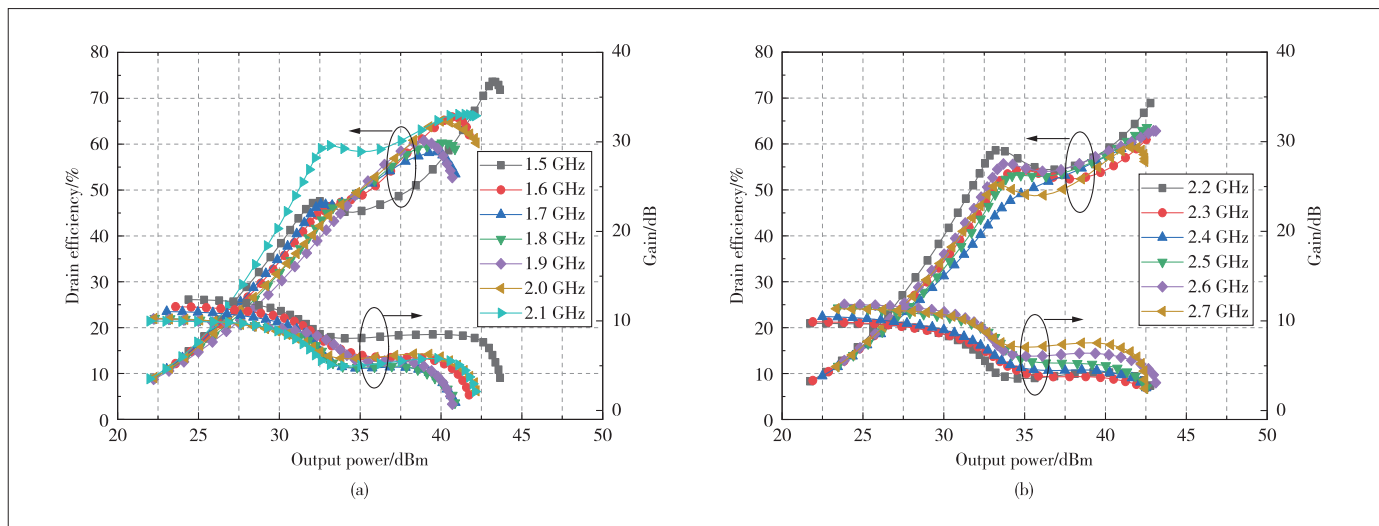 80
70
60
50
40
30
20
10
0
Drain efficiency/%
40
30
20
10
0
Gain/dB
1.5 GHz
1.6 GHz
1.7 GHz
1.8 GHz
1.9 GHz
2.0 GHz
2.1 GHz
20 25 30 35 40 45 50
Output power/dBm
(a)
80
70
60
50
40
30
20
10
0
Drain efficiency/%
40
30
20
10
0
Gain/dB
2.2 GHz
2.3 GHz
2.4 GHz
2.5 GHz
2.6 GHz
2.7 GHz
20 25 30 35 40 45 50
Output power/dBm
(b)